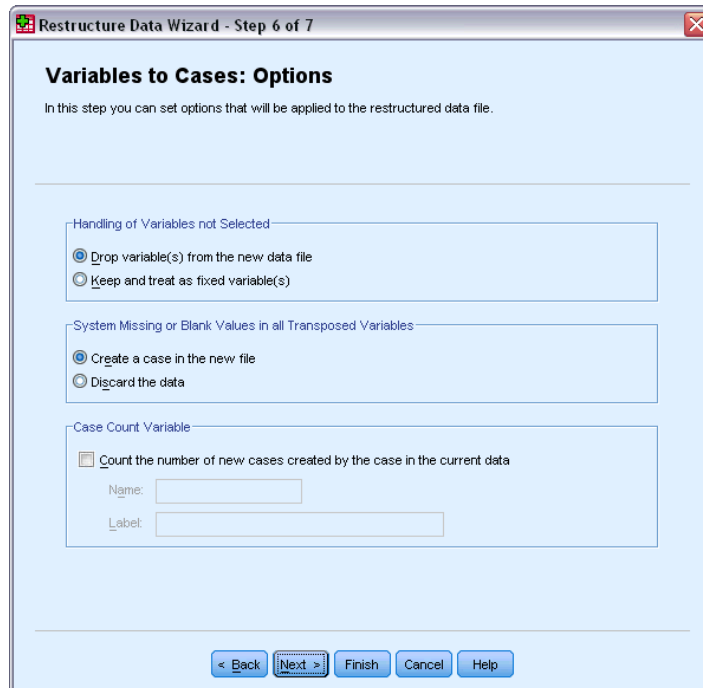 Restructure Data Wizard - Step 6 of 7
Variables to Cases: Options
In this step you can set options that will be applied to the restructured data file.
Handling of Variables not Selected
Drop variable(s) from the new data file
Keep and treat as fixed variable(s)
System Missing or Blank Values in all Transposed Variables
Create a case in the new file
Discard the data
Case Count Variable
Count the number of new cases created by the case in the current data
Name:
Label:
< Back Next > Finish Cancel Help